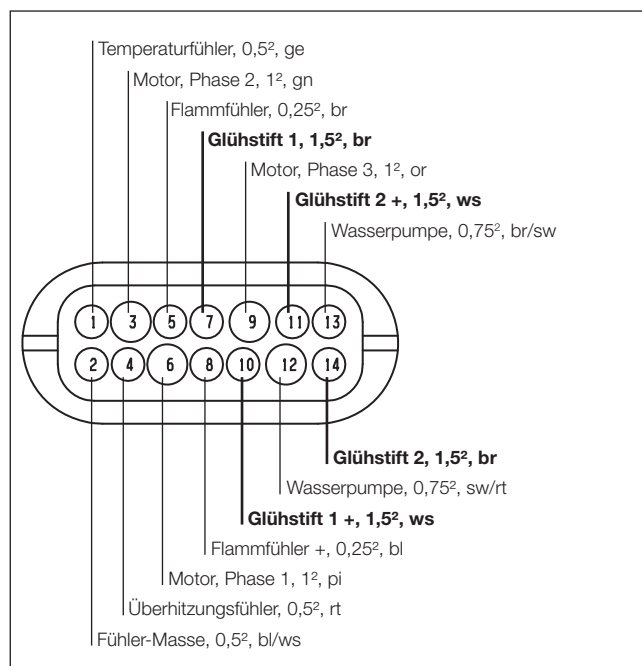 Temperaturfühler, 0,5², ge
Motor, Phase 2, 1², gn
Flammfühler, 0,25², br
Glühstift 1, 1,5², br
Motor, Phase 3, 1², or
Glühstift 2 +, 1,5², ws
Wasserpumpe, 0,75², br/sw
1 3 5 7 9 11 13
2 4 6 8 10 12 14
Glühstift 2, 1,5², br
Wasserpumpe, 0,75², sw/rt
Glühstift 1 +, 1,5², ws
Flammfühler +, 0,25², bl
Motor, Phase 1, 1², pi
Überhitzungsfühler, 0,5², rt
Fühler-Masse, 0,5², bl/ws